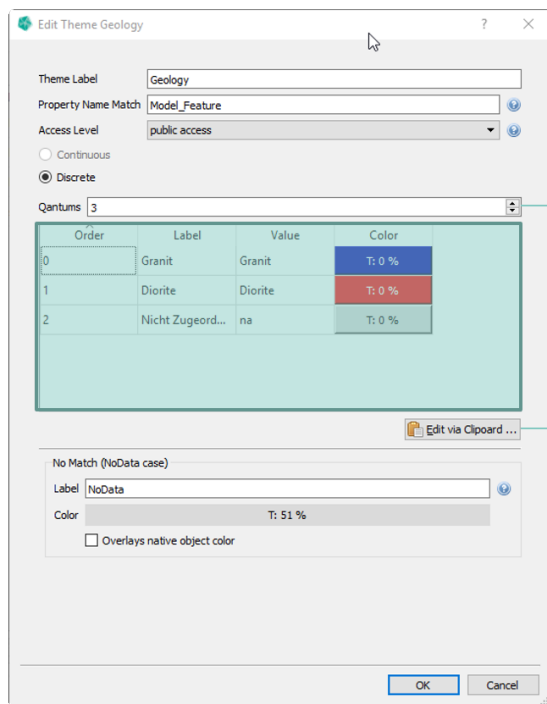 Edit Theme Geology ?
Theme Label Geology
Property Name Match Model_Feature
Access Level public access
Continuous
Discrete
Qantums 3
Order Label Value Color
0 Granit Granit T: 0 %
1 Diorite Diorite T: 0 %
2 Nicht Zugeord... na T: 0 %
Edit via Clipoard ...
No Match (NoData case)
Label NoData
Color T: 51 %
Overlays native object color
OK Cancel